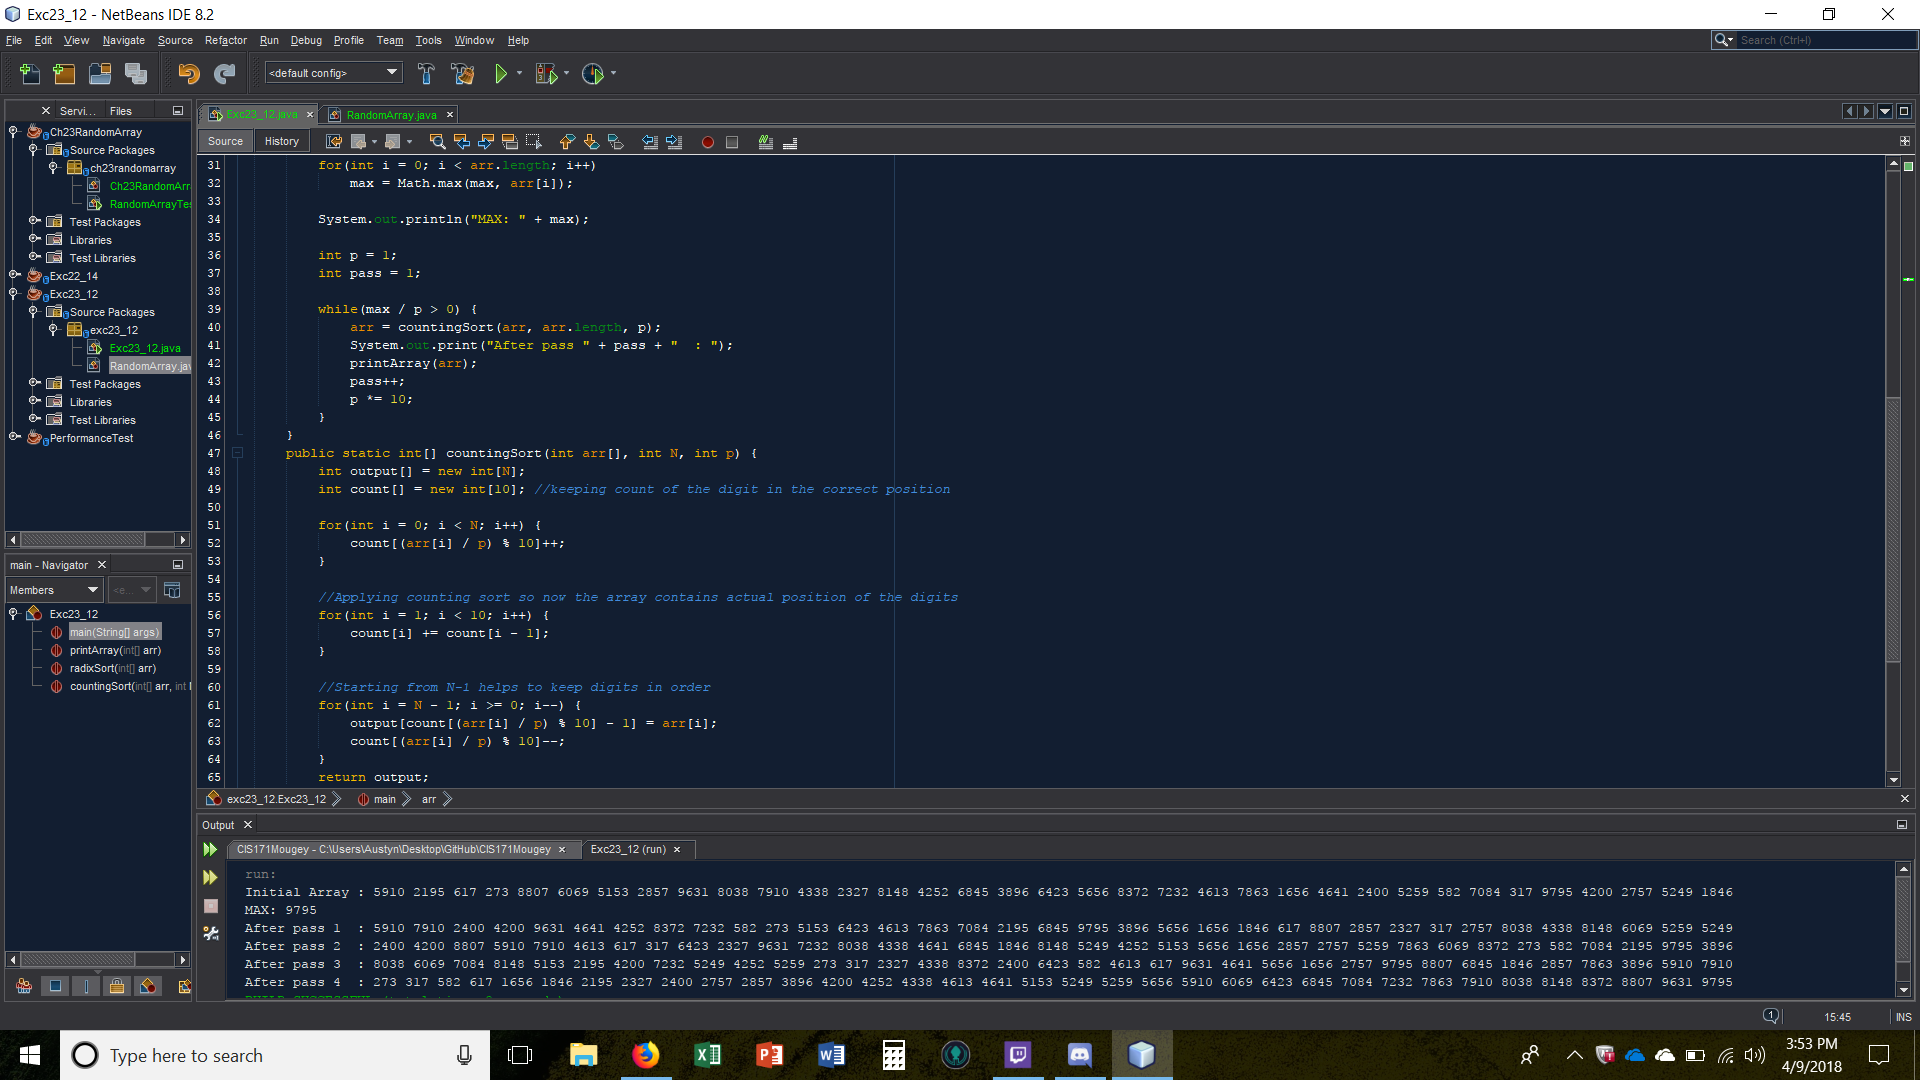 Exc23_12 - NetBeans IDE 8.2
File Edit View Navigate Source Refactor Run Debug Profile Team Tools Window Help
Search (Ctrl+I)
<default config>
Servi... Files
Ch23RandomArray
Source Packages
ch23randomarray
Ch23RandomArr
RandomArrayTe
Test Packages
Libraries
Test Libraries
Exc22_14
Exc23_12
Source Packages
exc23_12
Exc23_12.java
RandomArray.jav
Test Packages
Libraries
Test Libraries
PerformanceTest
main - Navigator
Members
<e...
Exc23_12
main(String[] args)
printArray(int[] arr)
radixSort(int[] arr)
countingSort(int[] arr, int
Exc23_12.java RandomArray.java
Source History
31 for(int i = 0; i < arr.length; i++)
32 max = Math.max(max, arr[i]);
33
34 System.out.println("MAX: " + max);
35
36 int p = 1;
37 int pass = 1;
38
39 while(max / p > 0) {
40 arr = countingSort(arr, arr.length, p);
41 System.out.print("After pass " + pass + "  : ");
42 printArray(arr);
43 pass++;
44 p *= 10;
45 }
46 }
47 public static int[] countingSort(int arr[], int N, int p) {
48 int output[] = new int[N];
49 int count[] = new int[10]; //keeping count of the digit in the correct position
50
51 for(int i = 0; i < N; i++) {
52 count[(arr[i] / p) % 10]++;
53 }
54
55 //Applying counting sort so now the array contains actual position of the digits
56 for(int i = 1; i < 10; i++) {
57 count[i] += count[i - 1];
58 }
59
60 //Starting from N-1 helps to keep digits in order
61 for(int i = N - 1; i >= 0; i--) {
62 output[count[(arr[i] / p) % 10] - 1] = arr[i];
63 count[(arr[i] / p) % 10]--;
64 }
65 return output;
exc23_12.Exc23_12 main arr
Output
CIS171Mougey - C:\Users\Austyn\Desktop\GitHub\CIS171Mougey Exc23_12 (run)
run:
Initial Array : 5910 2195 617 273 8807 6069 5153 2857 9631 8038 7910 4338 2327 8148 4252 6845 3896 6423 5656 8372 7232 4613 7863 1656 4641 2400 5259 582 7084 317 9795 4200 2757 5249 1846
MAX: 9795
After pass 1  : 5910 7910 2400 4200 9631 4641 4252 8372 7232 582 273 5153 6423 4613 7863 7084 2195 6845 9795 3896 5656 1656 1846 617 8807 2857 2327 317 2757 8038 4338 8148 6069 5259 5249
After pass 2  : 2400 4200 8807 5910 7910 4613 617 317 6423 2327 9631 7232 8038 4338 4641 6845 1846 8148 5249 4252 5153 5656 1656 2857 2757 5259 7863 6069 8372 273 582 7084 2195 9795 3896
After pass 3  : 8038 6069 7084 8148 5153 2195 4200 7232 5249 4252 5259 273 317 2327 4338 8372 2400 6423 582 4613 617 9631 4641 5656 1656 2757 9795 8807 6845 1846 2857 7863 3896 5910 7910
After pass 4  : 273 317 582 617 1656 1846 2195 2327 2400 2757 2857 3896 4200 4252 4338 4613 4641 5153 5249 5259 5656 5910 6069 6423 6845 7084 7232 7863 7910 8038 8148 8372 8807 9631 9795
1 15:45 INS
Type here to search
3:53 PM
4/9/2018